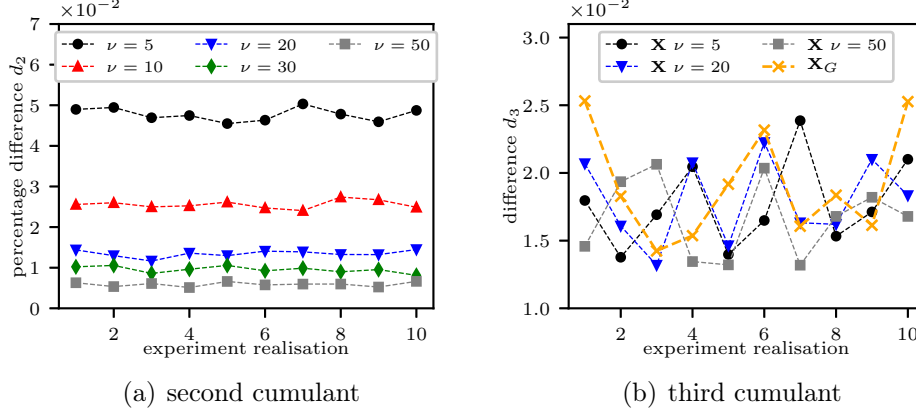 ×10⁻²
percentage difference d₂
7
6
5
4
3
2
1
0
ν = 5
ν = 10
ν = 20
ν = 30
ν = 50
2 4 6 8 10
experiment realisation
(a) second cumulant
×10⁻²
difference d₃
3.0
2.5
2.0
1.5
1.0
X ν = 5
X ν = 20
X ν = 50
X_G
2 4 6 8 10
experiment realisation
(b) third cumulant